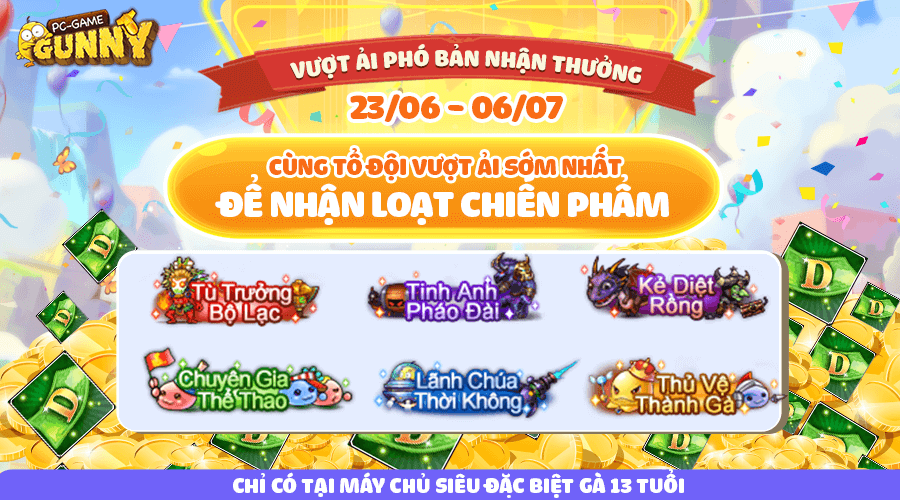 PC-GAME
GUNNY
VƯỢT ẢI PHÓ BẢN NHẬN THƯỞNG
23/06 - 06/07
CÙNG TỔ ĐỘI VƯỢT ẢI SỚM NHẤT
ĐỂ NHẬN LOẠT CHIẾN PHẨM
Tù Trưởng
Bộ Lạc
Tinh Anh
Pháo Đài
Kẻ Diệt
Rồng
Chuyên Gia
Thể Thao
Lãnh Chúa
Thời Không
Thủ Vệ
Thành Gà
D
D
D
D
CHỈ CÓ TẠI MÁY CHỦ SIÊU ĐẶC BIỆT GÀ 13 TUỔI